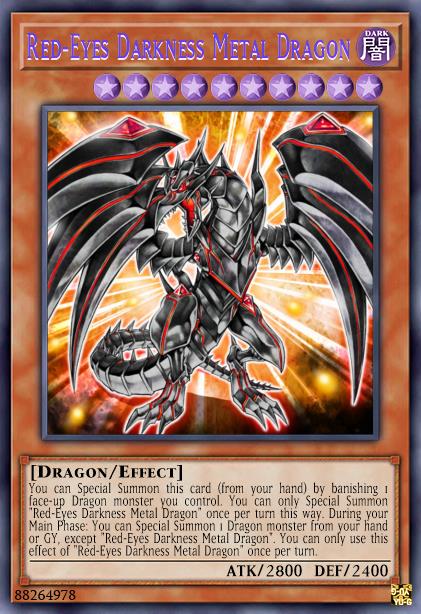 RED-EYES DARKNESS METAL DRAGON
DARK
闇
[DRAGON/EFFECT]
You can Special Summon this card (from your hand) by banishing 1
face-up Dragon monster you control. You can only Special Summon
"Red-Eyes Darkness Metal Dragon" once per turn this way. During your
Main Phase: You can Special Summon 1 Dragon monster from your hand
or GY, except "Red-Eyes Darkness Metal Dragon". You can only use this
effect of "Red-Eyes Darkness Metal Dragon" once per turn.
ATK/2800 DEF/2400
88264978